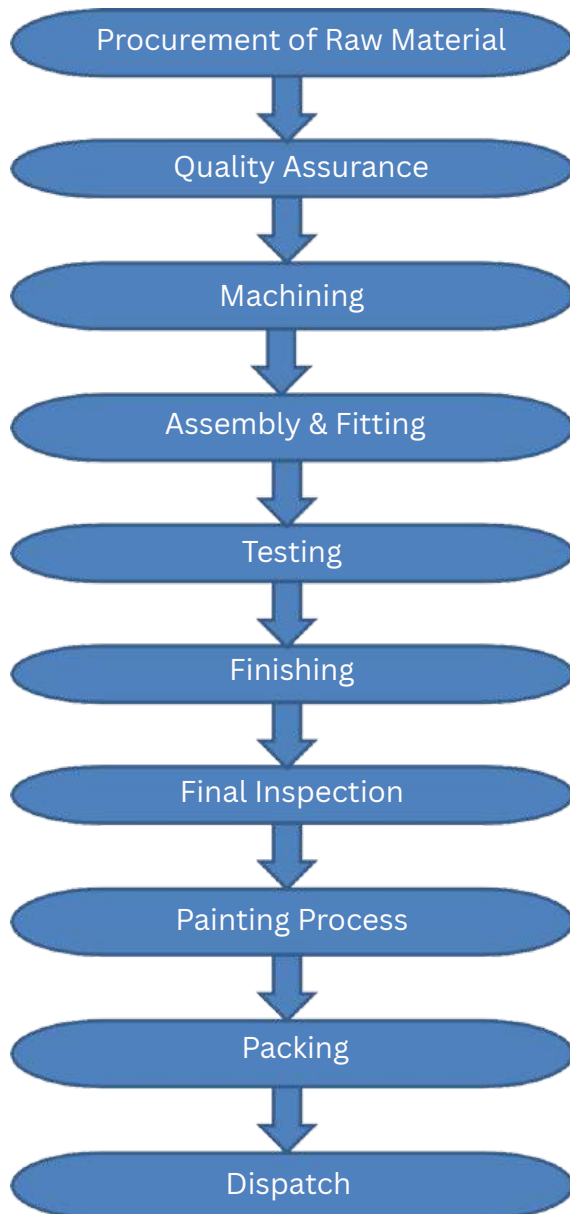 Procurement of Raw Material
Quality Assurance
Machining
Assembly & Fitting
Testing
Finishing
Final Inspection
Painting Process
Packing
Dispatch